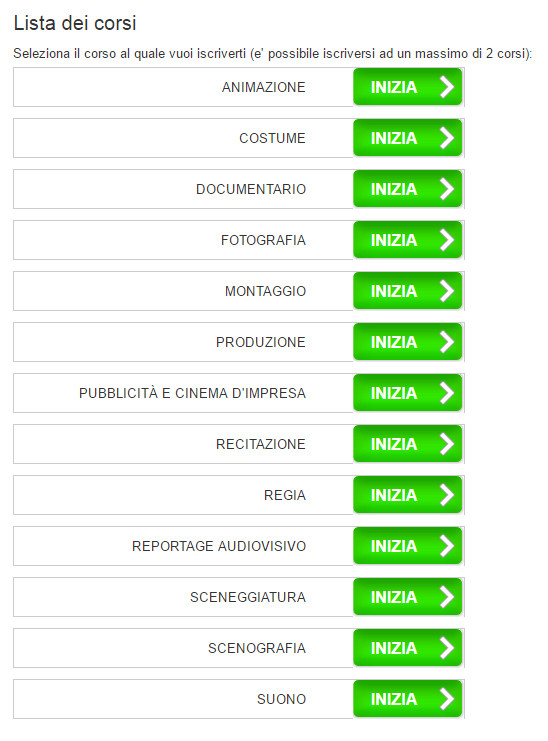 Lista dei corsi
Seleziona il corso al quale vuoi iscriverti (e' possibile iscriversi ad un massimo di 2 corsi):
ANIMAZIONE INIZIA
COSTUME INIZIA
DOCUMENTARIO INIZIA
FOTOGRAFIA INIZIA
MONTAGGIO INIZIA
PRODUZIONE INIZIA
PUBBLICITÀ E CINEMA D'IMPRESA INIZIA
RECITAZIONE INIZIA
REGIA INIZIA
REPORTAGE AUDIOVISIVO INIZIA
SCENEGGIATURA INIZIA
SCENOGRAFIA INIZIA
SUONO INIZIA